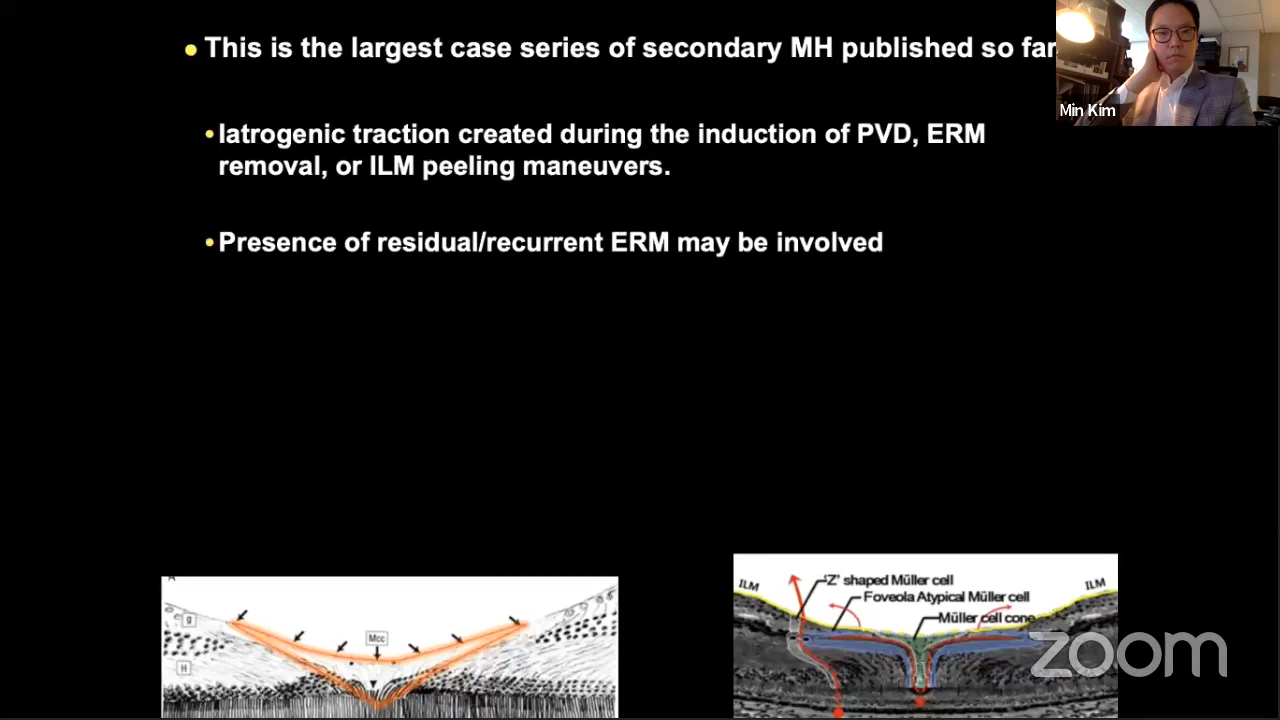 • This is the largest case series of secondary MH published so far
Min Kim
• Iatrogenic traction created during the induction of PVD, ERM
removal, or ILM peeling maneuvers.
• Presence of residual/recurrent ERM may be involved
g
Mcc
H
ILM
'Z' shaped Müller cell
ILM
Foveola Atypical Müller cell
Müller cell cone
zoom